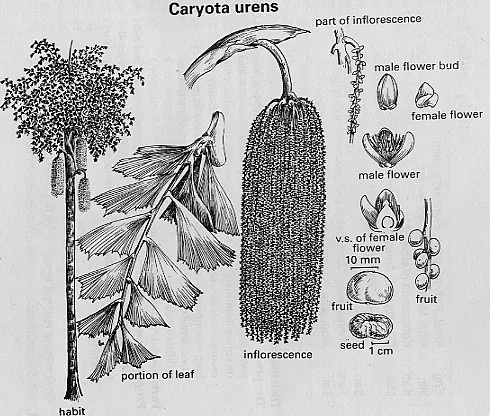 Caryota urens
part of inflorescence
male flower bud
female flower
male flower
v.s. of female
flower
10 mm
fruit
fruit
seed
1 cm
inflorescence
portion of leaf
habit